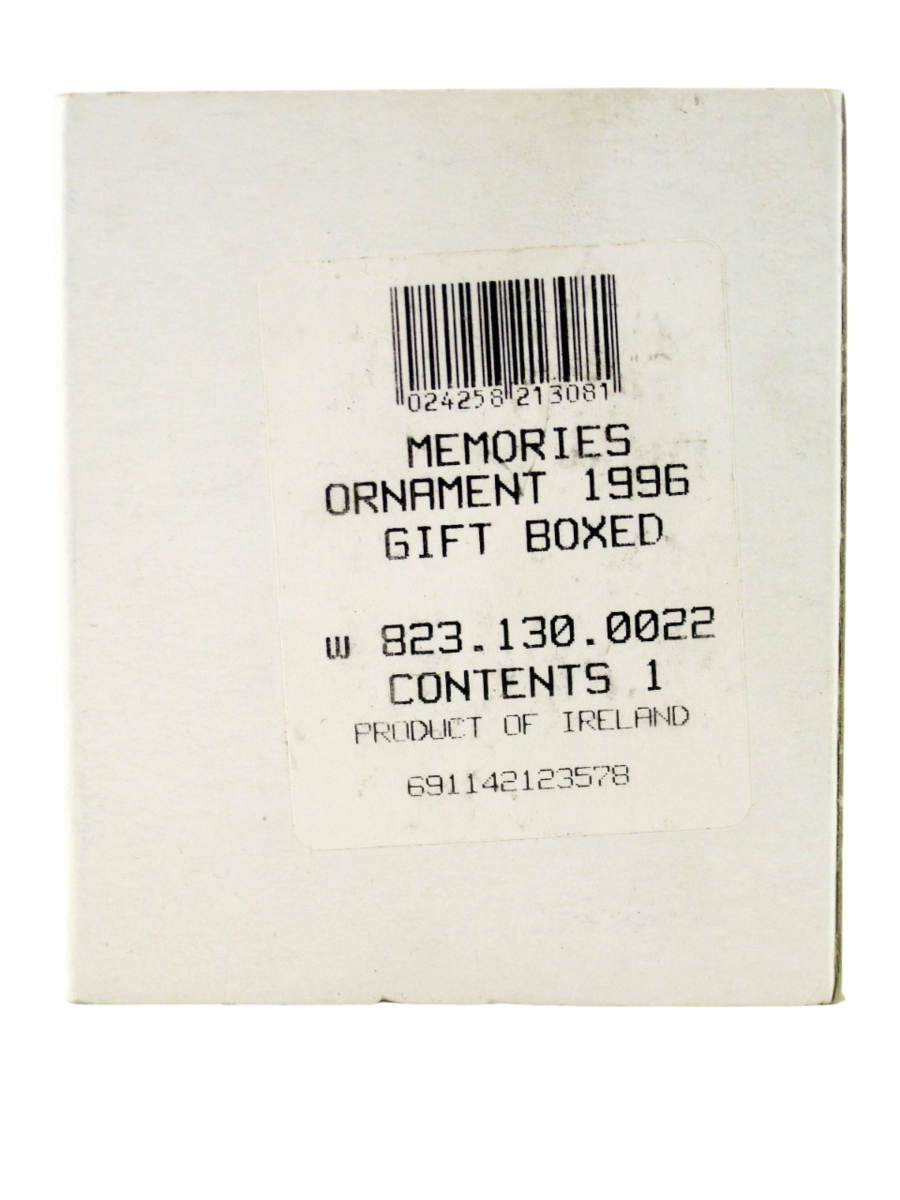 024258 213081
MEMORIES
ORNAMENT 1996
GIFT BOXED
W 823.130.0022
CONTENTS 1
PRODUCT OF IRELAND
691142123578